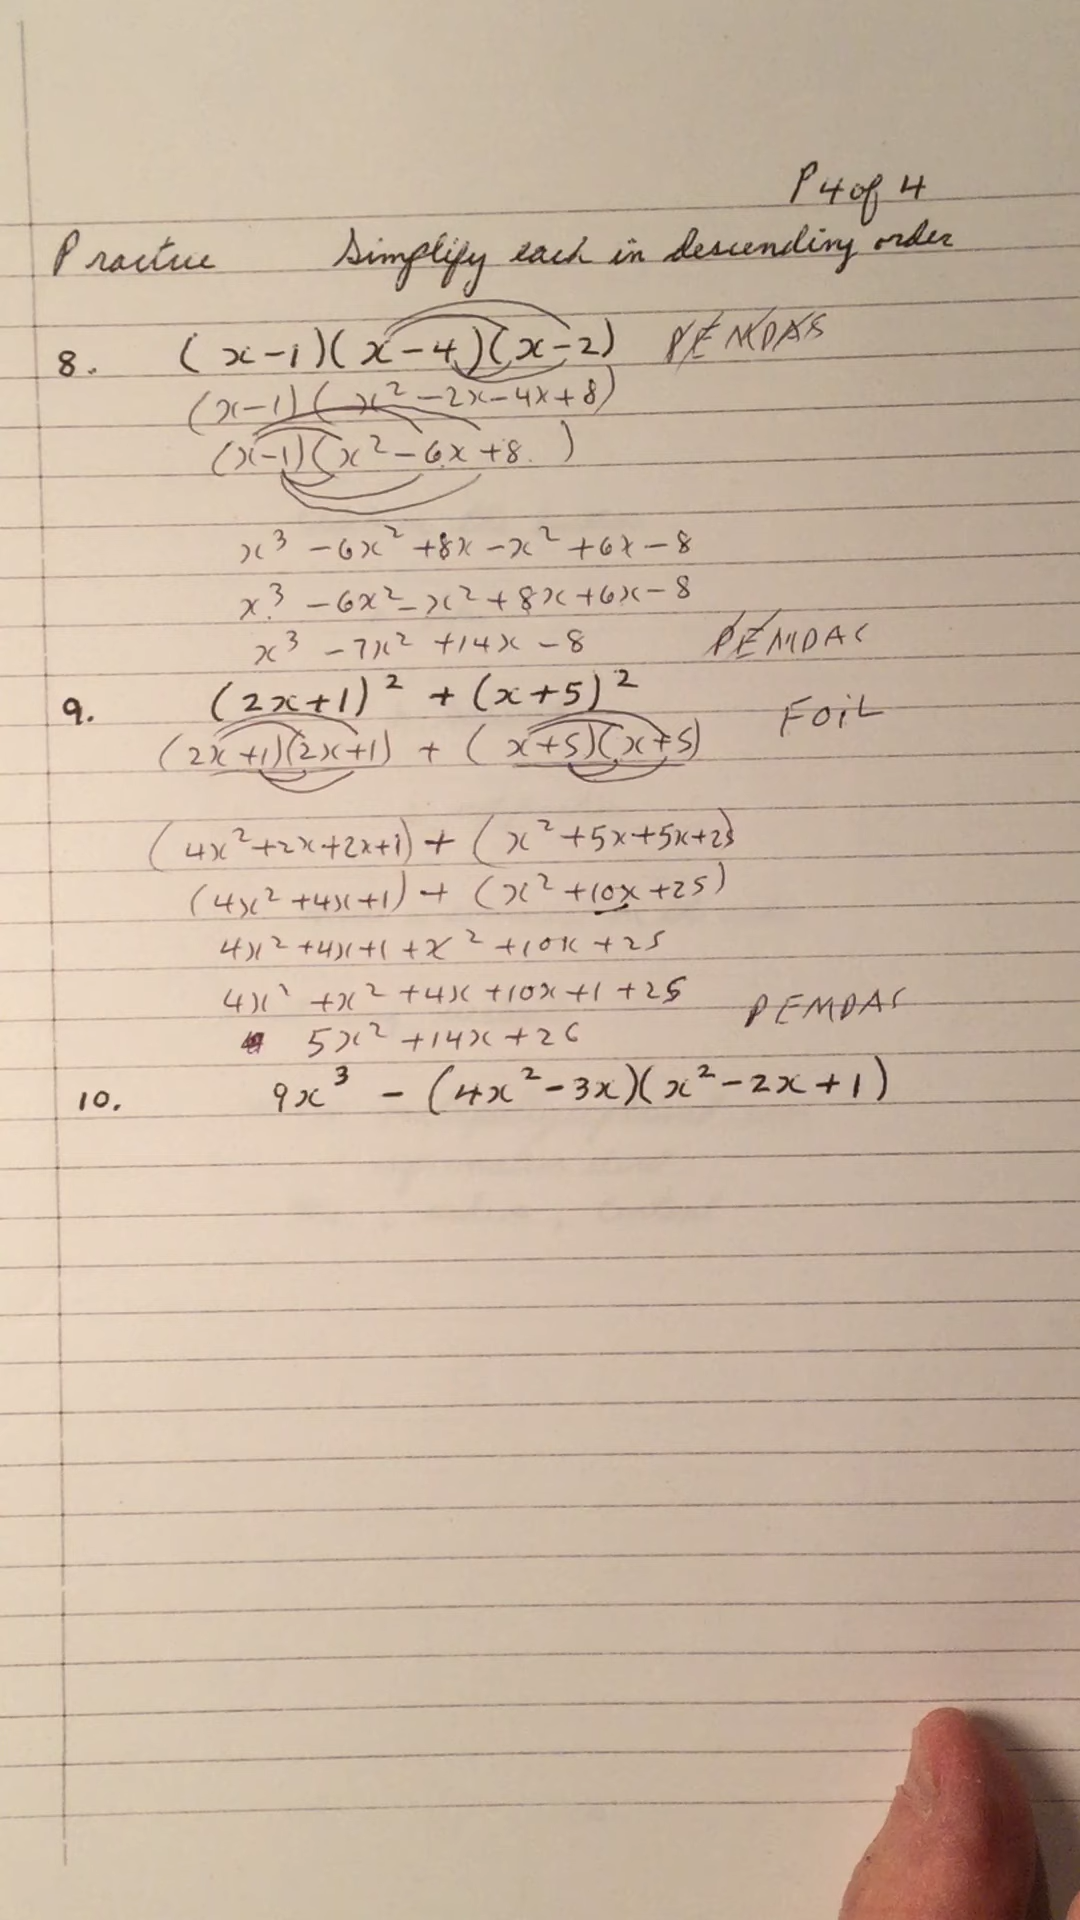 P 4 of 4
Practice Simplify each in descending order
8. (x-1)(x-4)(x-2) PEMDAS
(x-1)(x²-2x-4x+8)
(x-1)(x²-6x+8)
x³-6x²+8x-x²+6x-8
x³-6x²-x²+8x+6x-8
x³-7x²+14x-8 PEMDAS
9. (2x+1)² + (x+5)²
FOIL
(2x+1)(2x+1) + (x+5)(x+5)
(4x²+2x+2x+1) + (x²+5x+5x+25)
(4x²+4x+1) + (x²+10x+25)
4x²+4x+1+x²+10x+25
4x²+x²+4x+10x+1+25 PEMDAS
5x²+14x+26
10. 9x³ - (4x²-3x)(x²-2x+1)